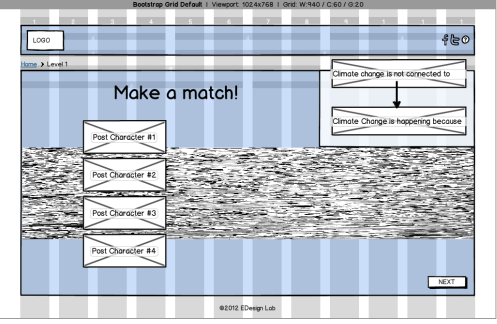 Bootstrap Grid Default | Viewport: 1024x768 | Grid: W:940 / C:60 / G:20
LOGO
Home > Level 1
Climate change is not connected to
Make a match!
Climate Change is happening because
Post Character #1
Post Character #2
Post Character #3
Post Character #4
NEXT
©2012 EDesign Lab